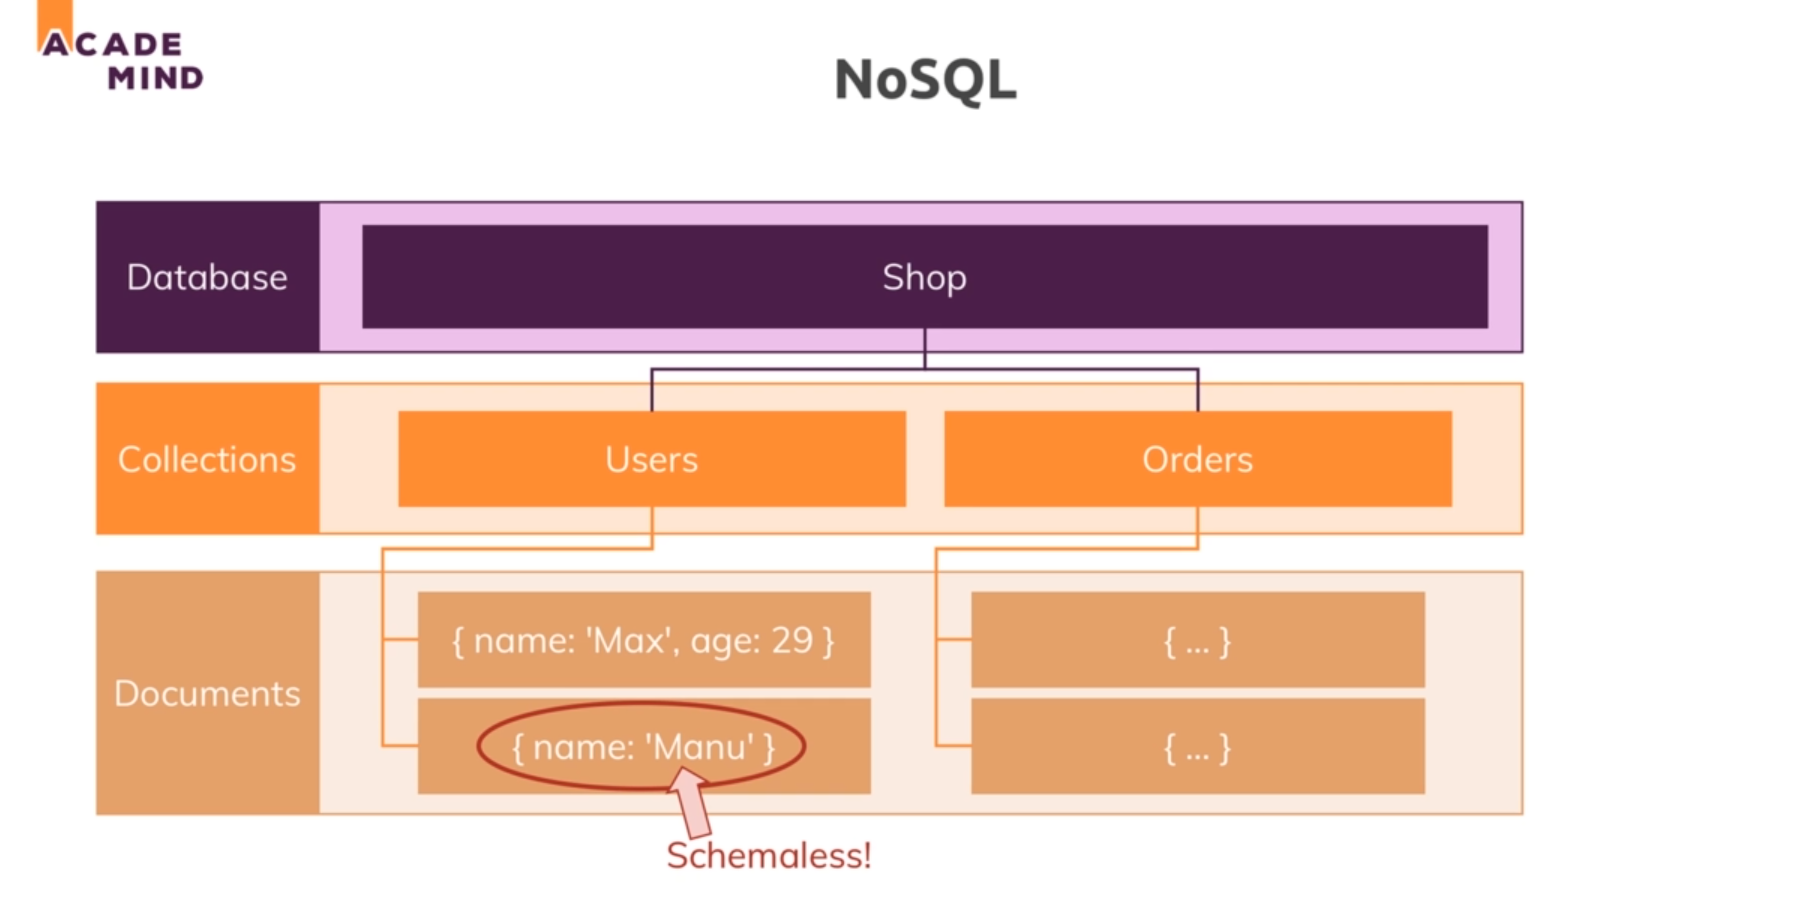 ACADE
MIND
NoSQL
Database
Shop
Collections
Users
Orders
Documents
{ name: 'Max', age: 29 }
{ ... }
{ name: 'Manu' }
{ ... }
Schemaless!